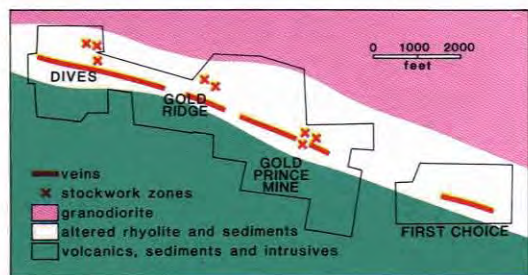 0 1000 2000
feet
DIVES
GOLD
RIDGE
GOLD
PRINCE
MINE
FIRST CHOICE
veins
stockwork zones
granodiorite
altered rhyolite and sediments
volcanics, sediments and intrusives